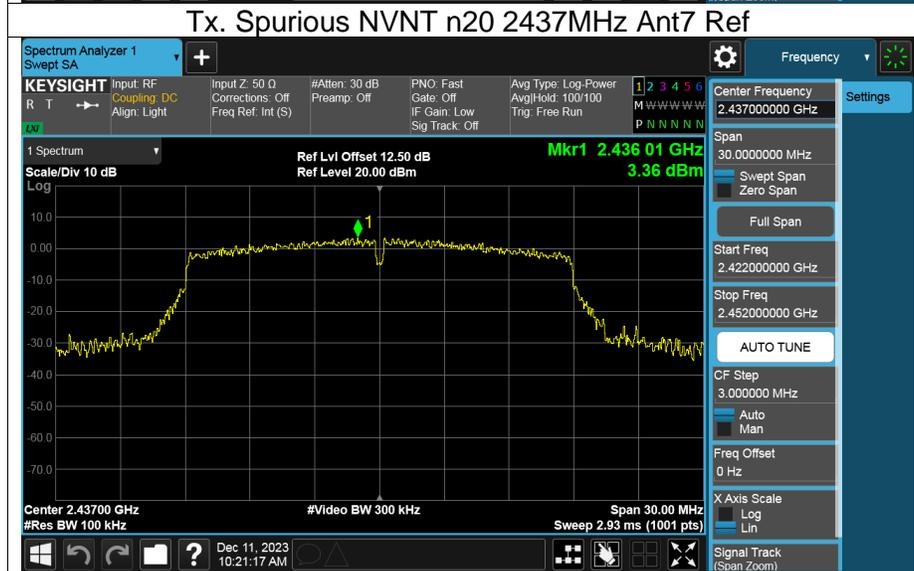 Tx. Spurious NVNT n20 2437MHz Ant7 Ref
Spectrum Analyzer 1
Swept SA
+
Frequency
KEYSIGHT
R T
LXI
Input: RF
Coupling: DC
Align: Light
Input Z: 50 Ω
Corrections: Off
Freq Ref: Int (S)
#Atten: 30 dB
Preamp: Off
PNO: Fast
Gate: Off
IF Gain: Low
Sig Track: Off
Avg Type: Log-Power
Avg|Hold: 100/100
Trig: Free Run
1 2 3 4 5 6
M W W W W W
P N N N N N
1 Spectrum
Scale/Div 10 dB
Log
Ref Lvl Offset 12.50 dB
Ref Level 20.00 dBm
Mkr1 2.436 01 GHz
3.36 dBm
10.0
0.00
-10.0
-20.0
-30.0
-40.0
-50.0
-60.0
-70.0
1
Center 2.43700 GHz
#Res BW 100 kHz
#Video BW 300 kHz
Span 30.00 MHz
Sweep 2.93 ms (1001 pts)
?
Dec 11, 2023
10:21:17 AM
Center Frequency
2.437000000 GHz
Settings
Span
30.0000000 MHz
Swept Span
Zero Span
Full Span
Start Freq
2.422000000 GHz
Stop Freq
2.452000000 GHz
AUTO TUNE
CF Step
3.000000 MHz
Auto
Man
Freq Offset
0 Hz
X Axis Scale
Log
Lin
Signal Track
(Span Zoom)